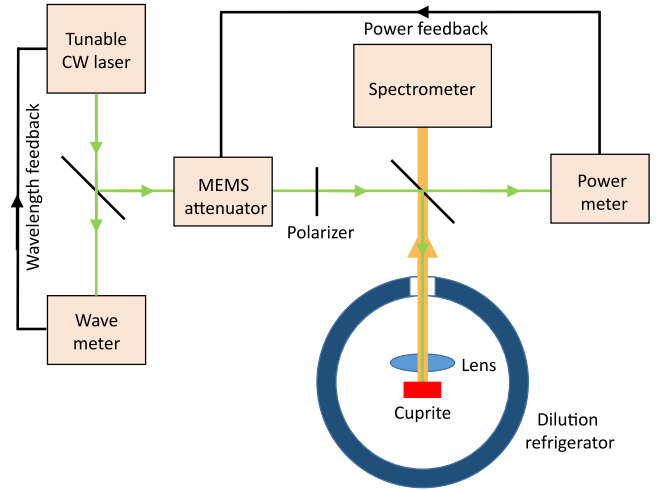 Tunable
CW laser
Power feedback
Spectrometer
Wavelength feedback
MEMS
attenuator
Polarizer
Power
meter
Wave
meter
Lens
Cuprite
Dilution
refrigerator